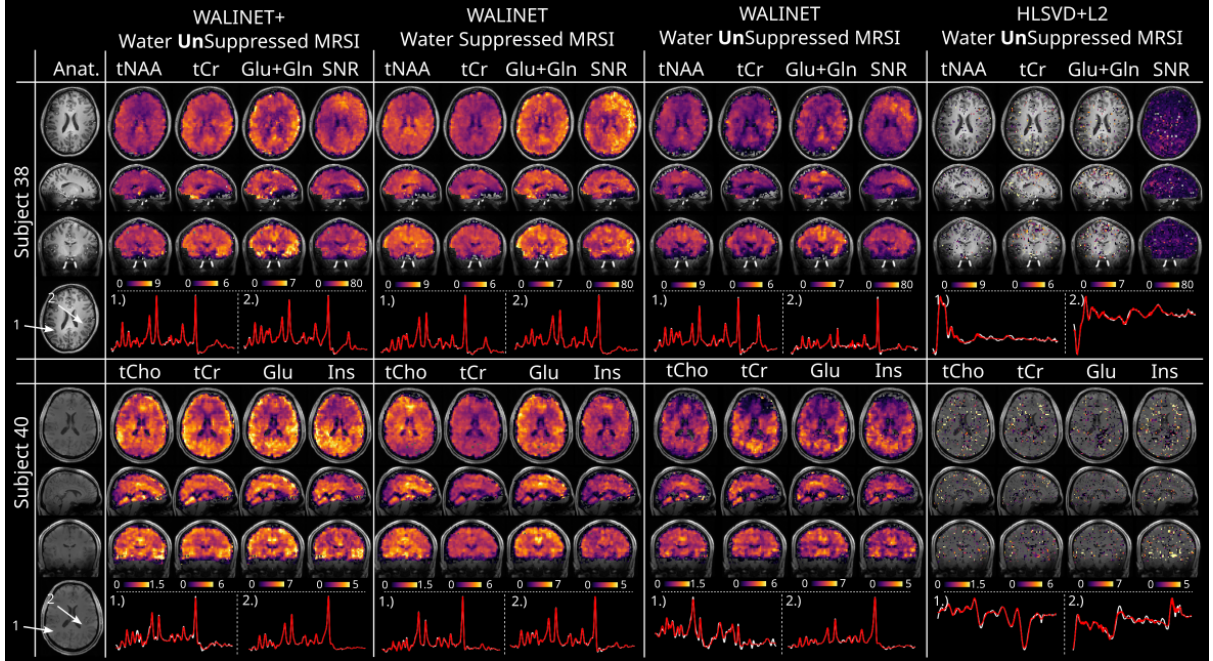 WALINET+
Water UnSuppressed MRSI
WALINET
Water Suppressed MRSI
WALINET
Water UnSuppressed MRSI
HLSVD+L2
Water UnSuppressed MRSI
Anat. tNAA tCr Glu+Gln SNR tNAA tCr Glu+Gln SNR tNAA tCr Glu+Gln SNR tNAA tCr Glu+Gln SNR
Subject 38
0 9 0 6 0 7 0 80 0 9 0 6 0 7 0 80 0 9 0 6 0 7 0 80 0 9 0 6 0 7 0 80
1 2 1.) 2.) 1.) 2.) 1.) 2.) 1.) 2.)
tCho tCr Glu Ins tCho tCr Glu Ins tCho tCr Glu Ins tCho tCr Glu Ins
Subject 40
0 1.5 0 6 0 7 0 5 0 1.5 0 6 0 7 0 5 0 1.5 0 6 0 7 0 5 0 1.5 0 6 0 7 0 5
1 2 1.) 2.) 1.) 2.) 1.) 2.) 1.) 2.)